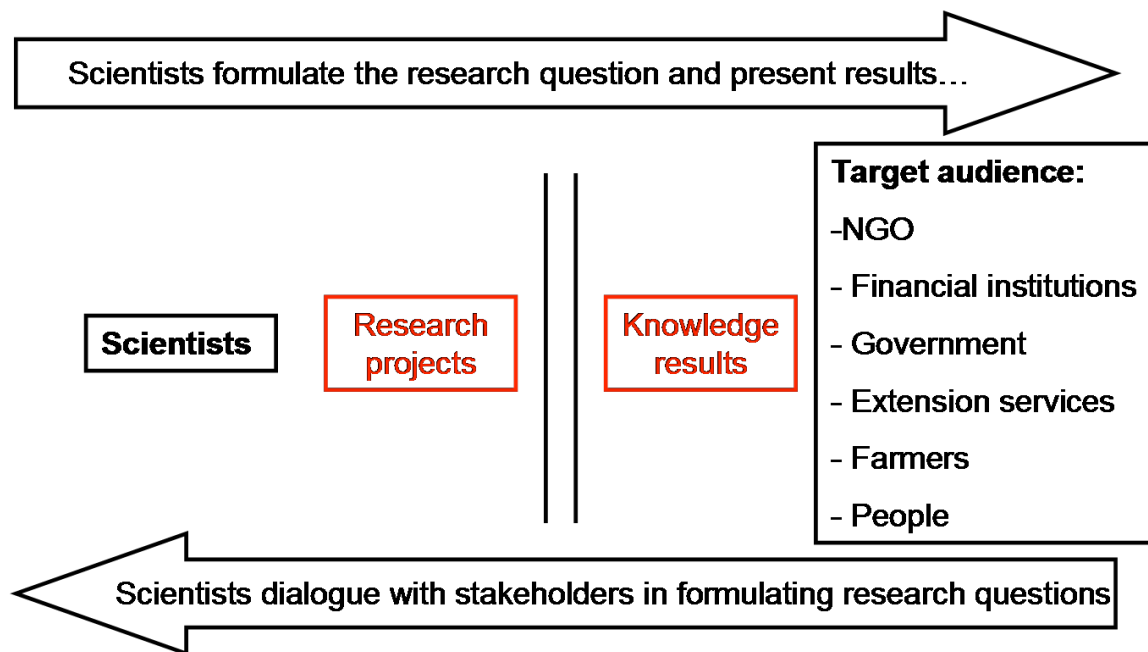 Scientists formulate the research question and present results…
Target audience:
-NGO
- Financial institutions
- Government
- Extension services
- Farmers
- People
Scientists
Research
projects
Knowledge
results
Scientists dialogue with stakeholders in formulating research questions